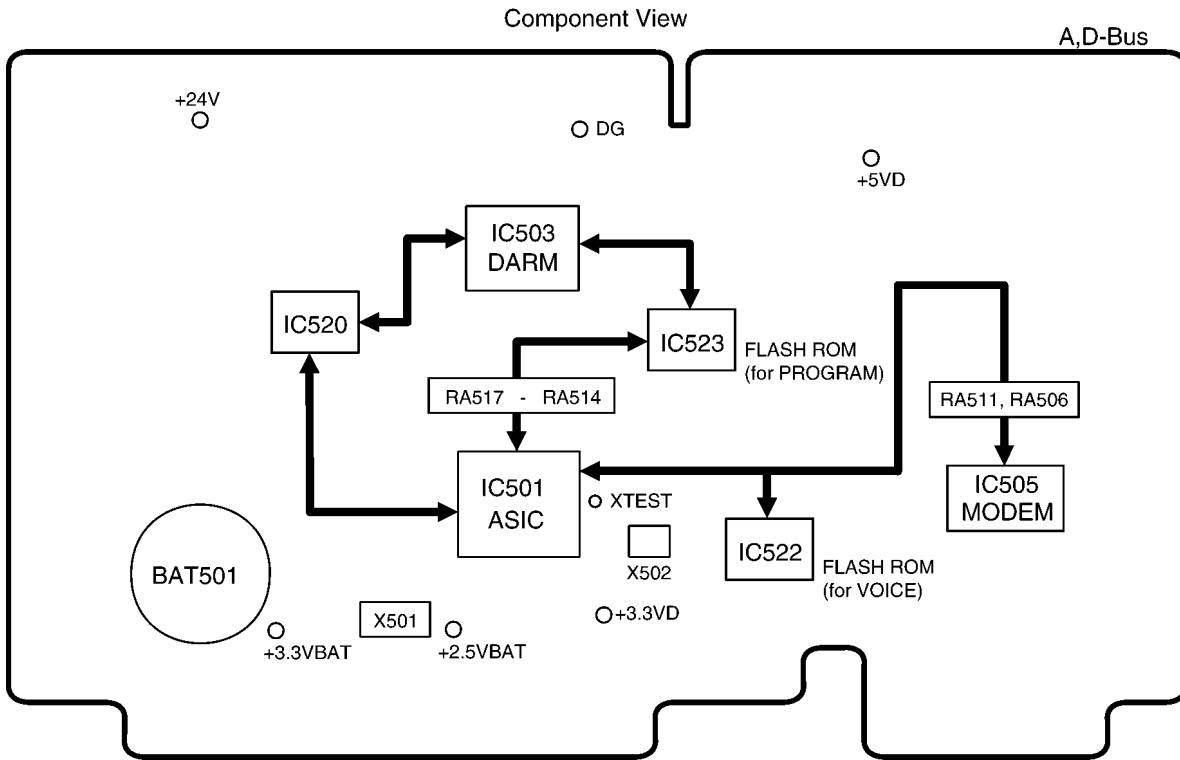 Component View
A,D-Bus
+24V
DG
+5VD
IC503
DARM
IC520
IC523
FLASH ROM
(for PROGRAM)
RA517 - RA514
RA511, RA506
IC501
ASIC
XTEST
IC505
MODEM
X502
IC522
FLASH ROM
(for VOICE)
BAT501
X501
+3.3VD
+3.3VBAT
+2.5VBAT